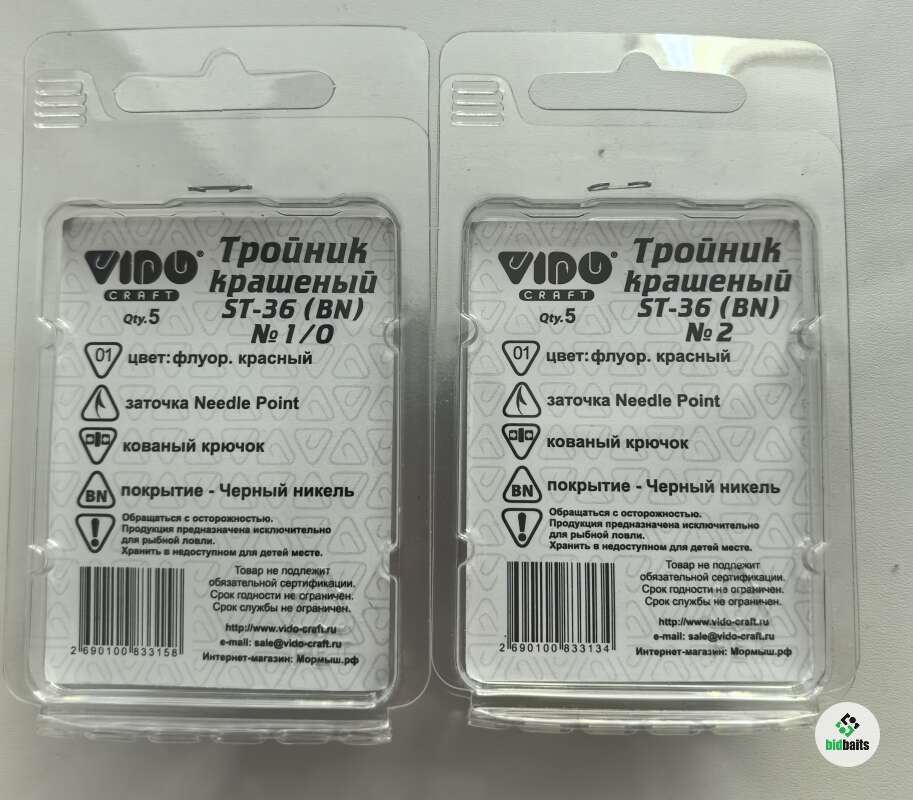 VIDO®
CRAFT
Qty.5
Тройник
крашеный
ST-36 (BN)
№ 1/0
01 цвет: флуор. красный
заточка Needle Point
кованый крючок
BN покрытие - Черный никель
Обращаться с осторожностью.
Продукция предназначена исключительно
для рыбной ловли.
Хранить в недоступном для детей месте.
Товар не подлежит
обязательной сертификации.
Срок годности не ограничен.
Срок службы не ограничен.
http://www.vido-craft.ru
e-mail: sale@vido-craft.ru
Интернет-магазин: Мормыш.рф
2 690100 833158
VIDO®
CRAFT
Qty.5
Тройник
крашеный
ST-36 (BN)
№ 2
01 цвет: флуор. красный
заточка Needle Point
кованый крючок
BN покрытие - Черный никель
Обращаться с осторожностью.
Продукция предназначена исключительно
для рыбной ловли.
Хранить в недоступном для детей месте.
Товар не подлежит
обязательной сертификации.
Срок годности не ограничен.
Срок службы не ограничен.
http://www.vido-craft.ru
e-mail: sale@vido-craft.ru
Интернет-магазин: Мормыш.рф
2 690100 833134
bidbaits